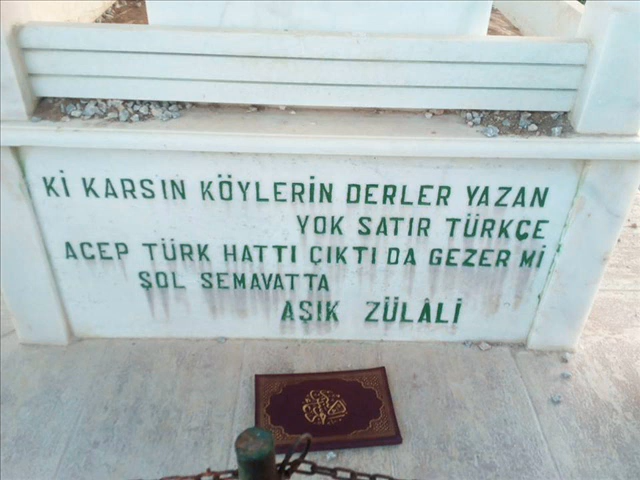 Kİ KARSIN KÖYLERİN DERLER YAZAN
YOK SATIR TÜRKÇE
ACEP TÜRK HATTI ÇIKTI DA GEZER Mİ
ŞOL SEMAVATTA
AŞIK ZÜLÂLİ